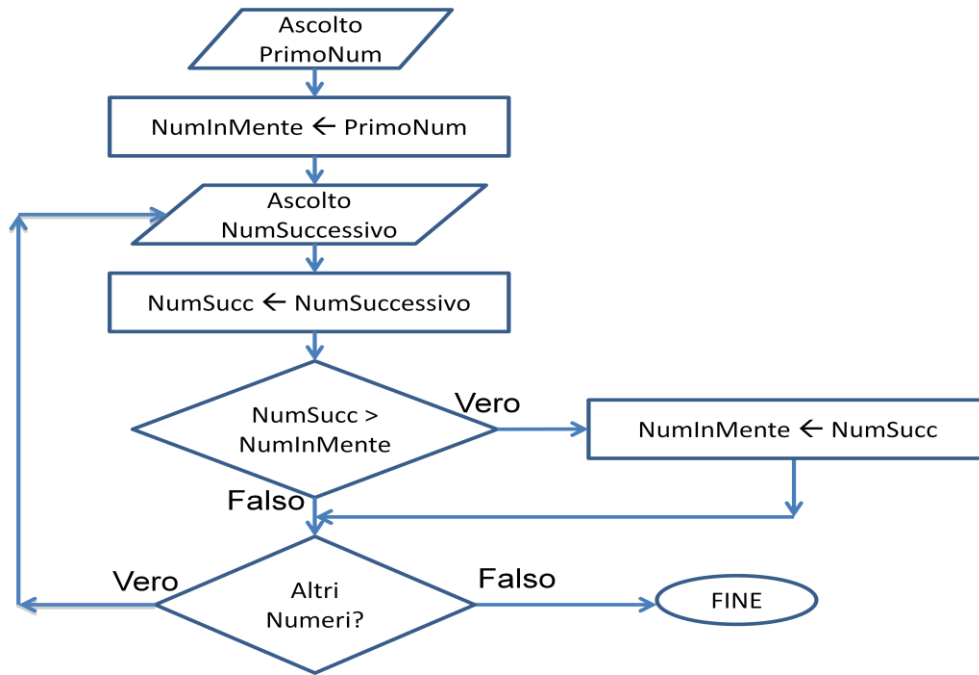 Ascolto
PrimoNum
NumInMente ← PrimoNum
Ascolto
NumSuccessivo
NumSucc ← NumSuccessivo
NumSucc >
NumInMente
Vero
NumInMente ← NumSucc
Falso
Altri
Numeri?
Vero
Falso
FINE